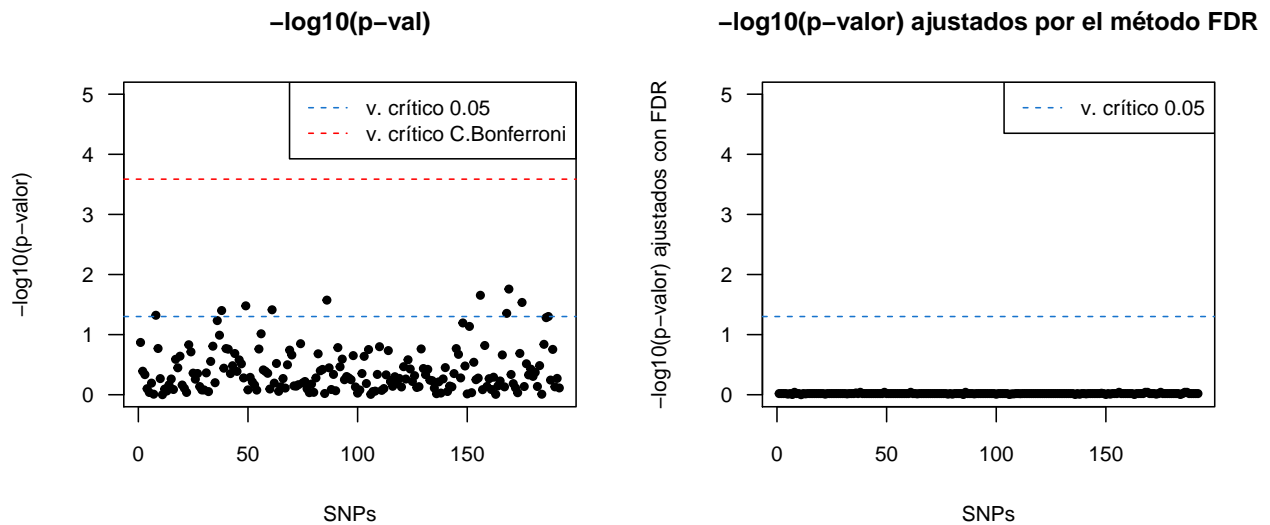 −log10(p−val)
−log10(p−valor)
5
4
3
2
1
0
v. crítico 0.05
v. crítico C.Bonferroni
0
50
100
150
SNPs
−log10(p−valor) ajustados por el método FDR
−log10(p−valor) ajustados con FDR
5
4
3
2
1
0
v. crítico 0.05
0
50
100
150
SNPs